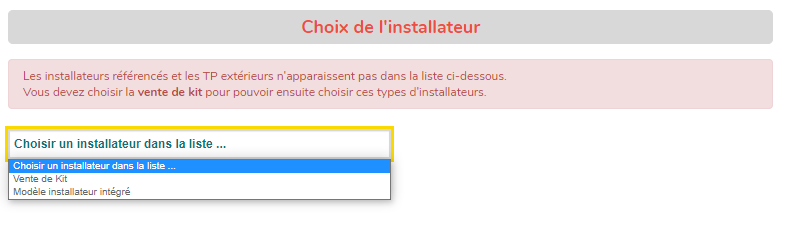 Choix de l'installateur
Les installateurs référencés et les TP extérieurs n'apparaissent pas dans la liste ci-dessous.
Vous devez choisir la vente de kit pour pouvoir ensuite choisir ces types d'installateurs.
Choisir un installateur dans la liste ...
Choisir un installateur dans la liste ...
Vente de Kit
Modèle installateur intégré